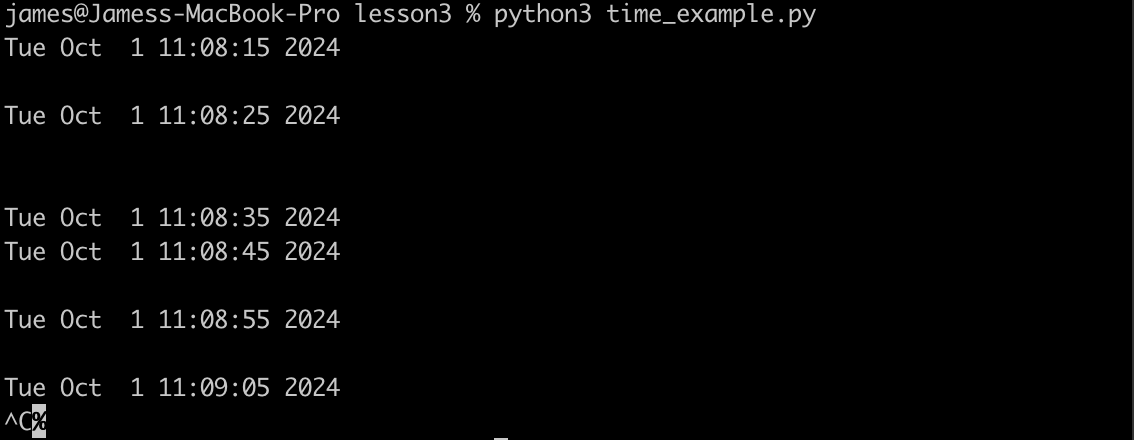 james@Jamess-MacBook-Pro lesson3 % python3 time_example.py
Tue Oct  1 11:08:15 2024
Tue Oct  1 11:08:25 2024
Tue Oct  1 11:08:35 2024
Tue Oct  1 11:08:45 2024
Tue Oct  1 11:08:55 2024
Tue Oct  1 11:09:05 2024
^C%